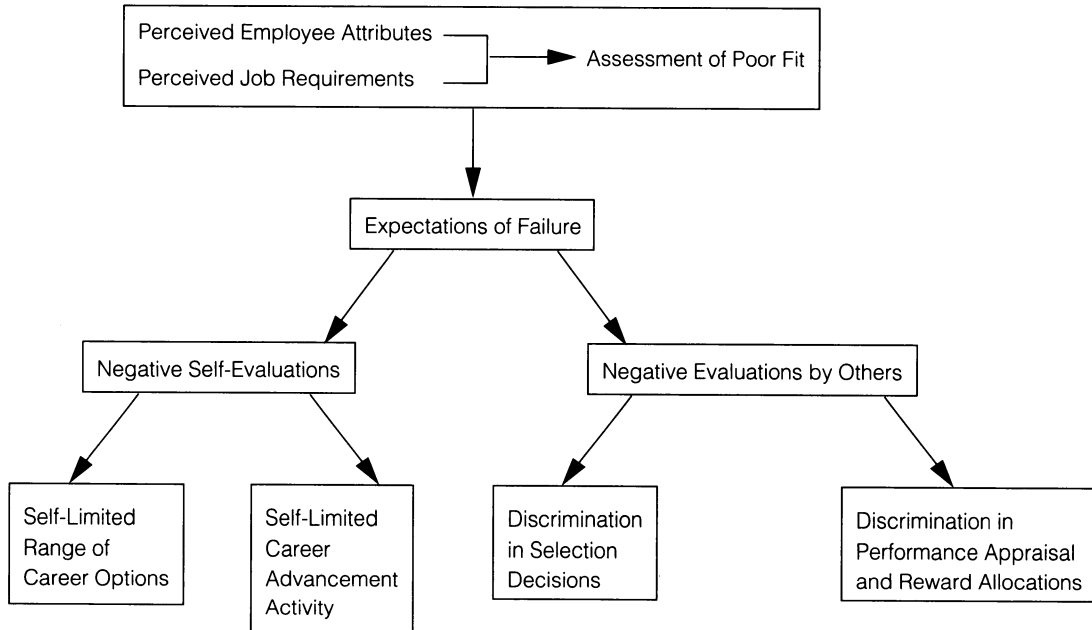 Perceived Employee Attributes
Perceived Job Requirements
Assessment of Poor Fit
Expectations of Failure
Negative Self-Evaluations
Negative Evaluations by Others
Self-Limited
Range of
Career Options
Self-Limited
Career
Advancement
Activity
Discrimination
in Selection
Decisions
Discrimination in
Performance Appraisal
and Reward Allocations